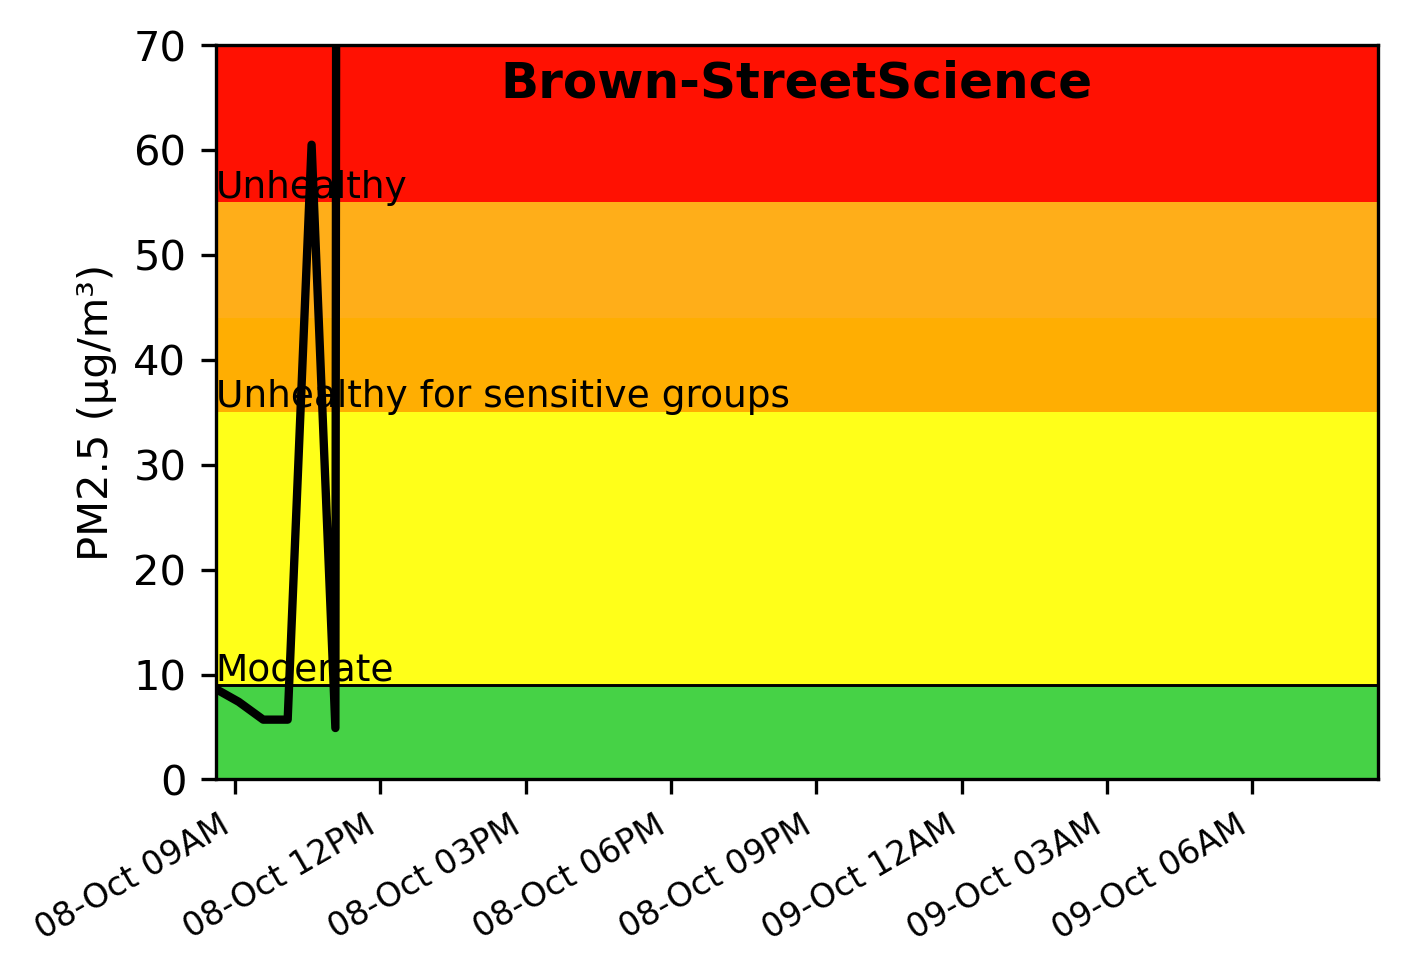 Brown-StreetScience
70
60
Unhealthy
50
40
Unhealthy for sensitive groups
30
20
10
Moderate
0
PM2.5 (µg/m³)
08-Oct 09AM
08-Oct 12PM
08-Oct 03PM
08-Oct 06PM
08-Oct 09PM
09-Oct 12AM
09-Oct 03AM
09-Oct 06AM